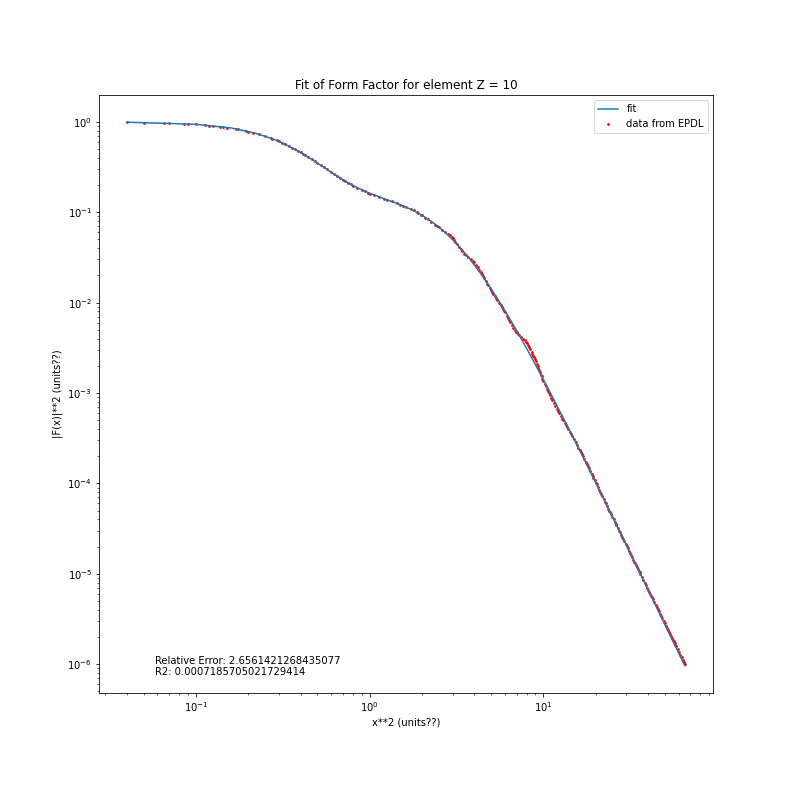 Fit of Form Factor for element Z = 10
fit
data from EPDL
10⁰
10⁻¹
10⁻²
10⁻³
10⁻⁴
10⁻⁵
10⁻⁶
|F(x)|**2 (units??)
Relative Error: 2.6561421268435077
R2: 0.0007185705021729414
10⁻¹
10⁰
10¹
x**2 (units??)